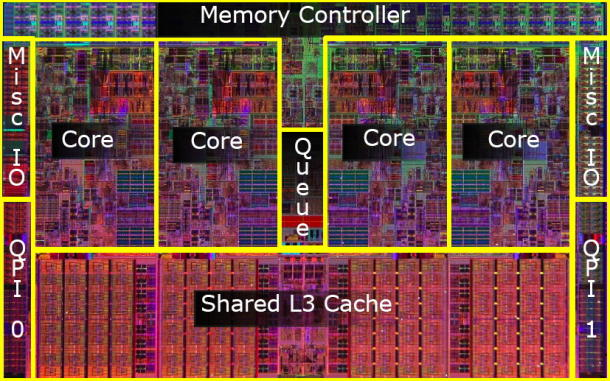 Memory Controller
Misc IO
Core
Core
Queue
Core
Core
Misc IO
QPI 0
Shared L3 Cache
QPI 1